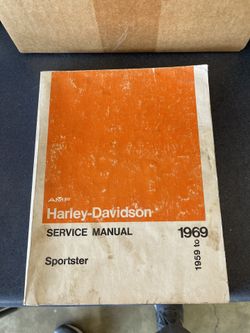 AMF
Harley-Davidson
SERVICE MANUAL
1969
1959 to
Sportster